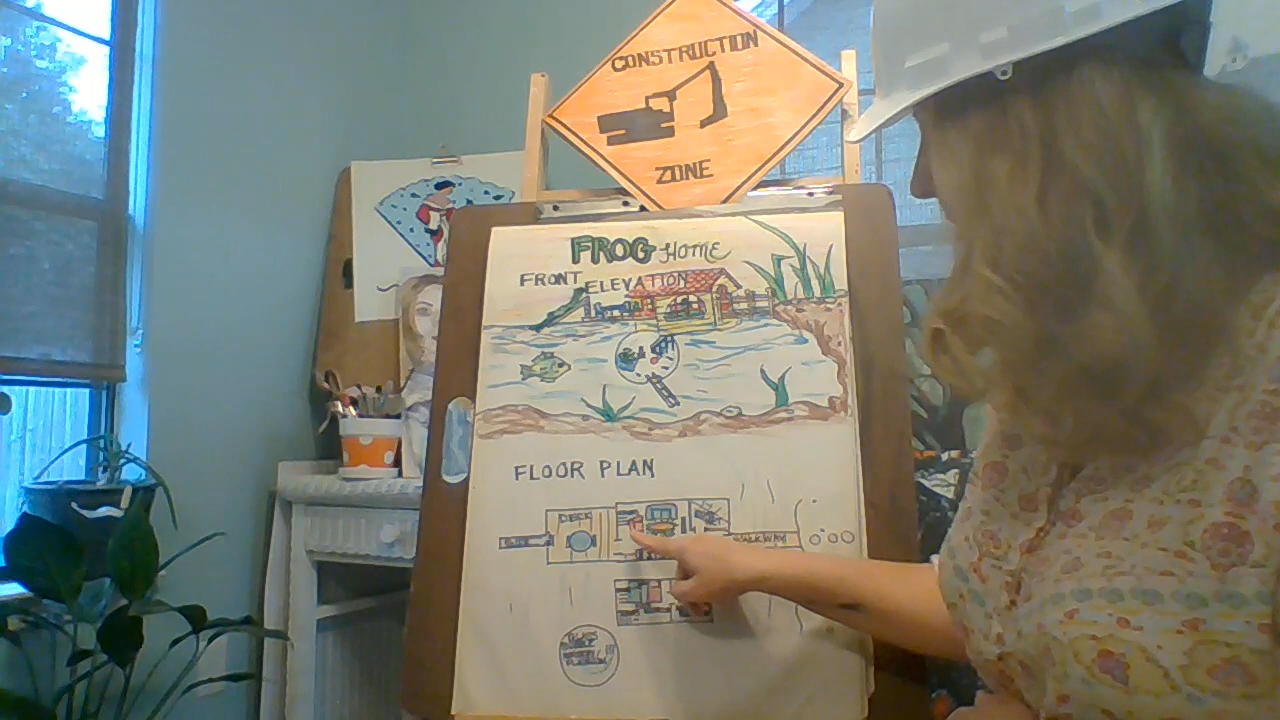 CONSTRUCTION
ZONE
FROG HOME
FRONT ELEVATION
FLOOR PLAN
DECK
WALKWAY